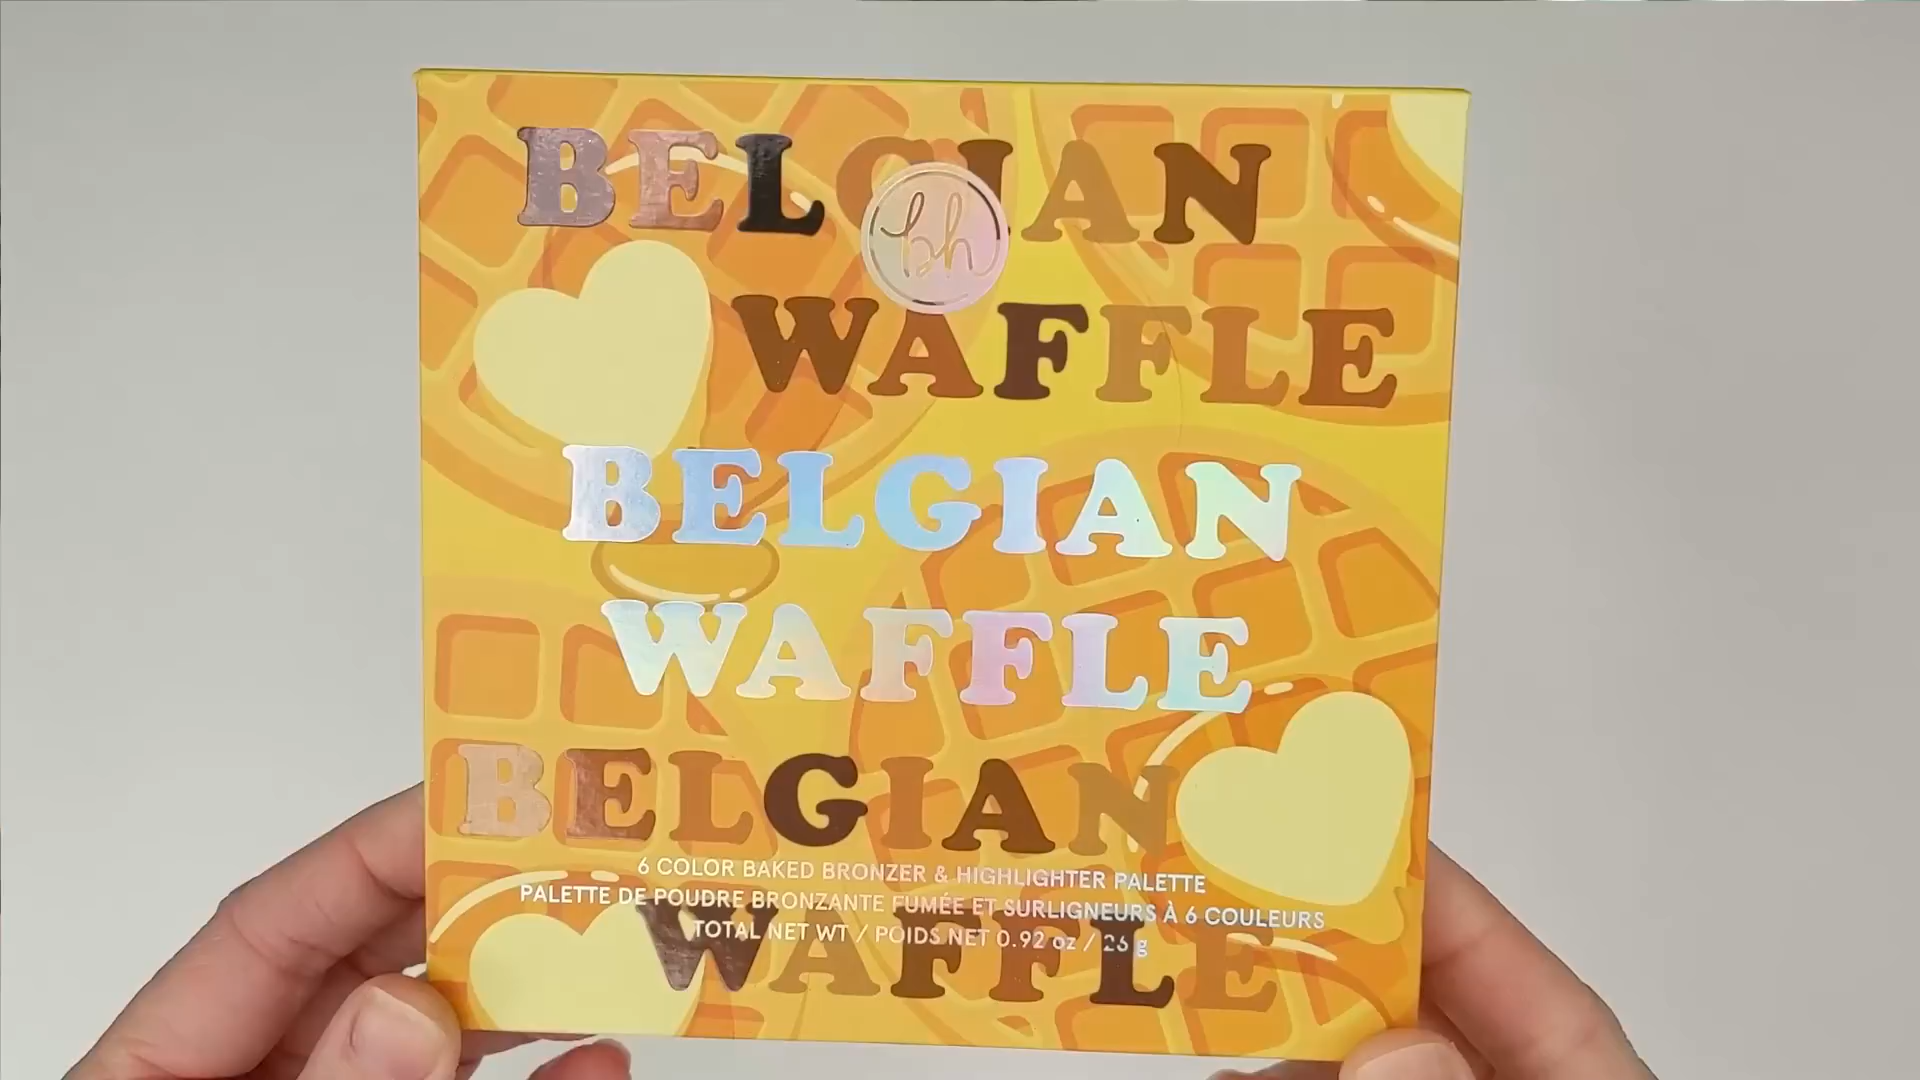 BELGIAN
bh
WAFFLE
BELGIAN
WAFFLE
BELGIAN
6 COLOR BAKED BRONZER & HIGHLIGHTER PALETTE
PALETTE DE POUDRE BRONZANTE FUMÉE ET SURLIGNEURS À 6 COULEURS
TOTAL NET WT / POIDS NET 0.92 oz / 26 g
WAFFLE